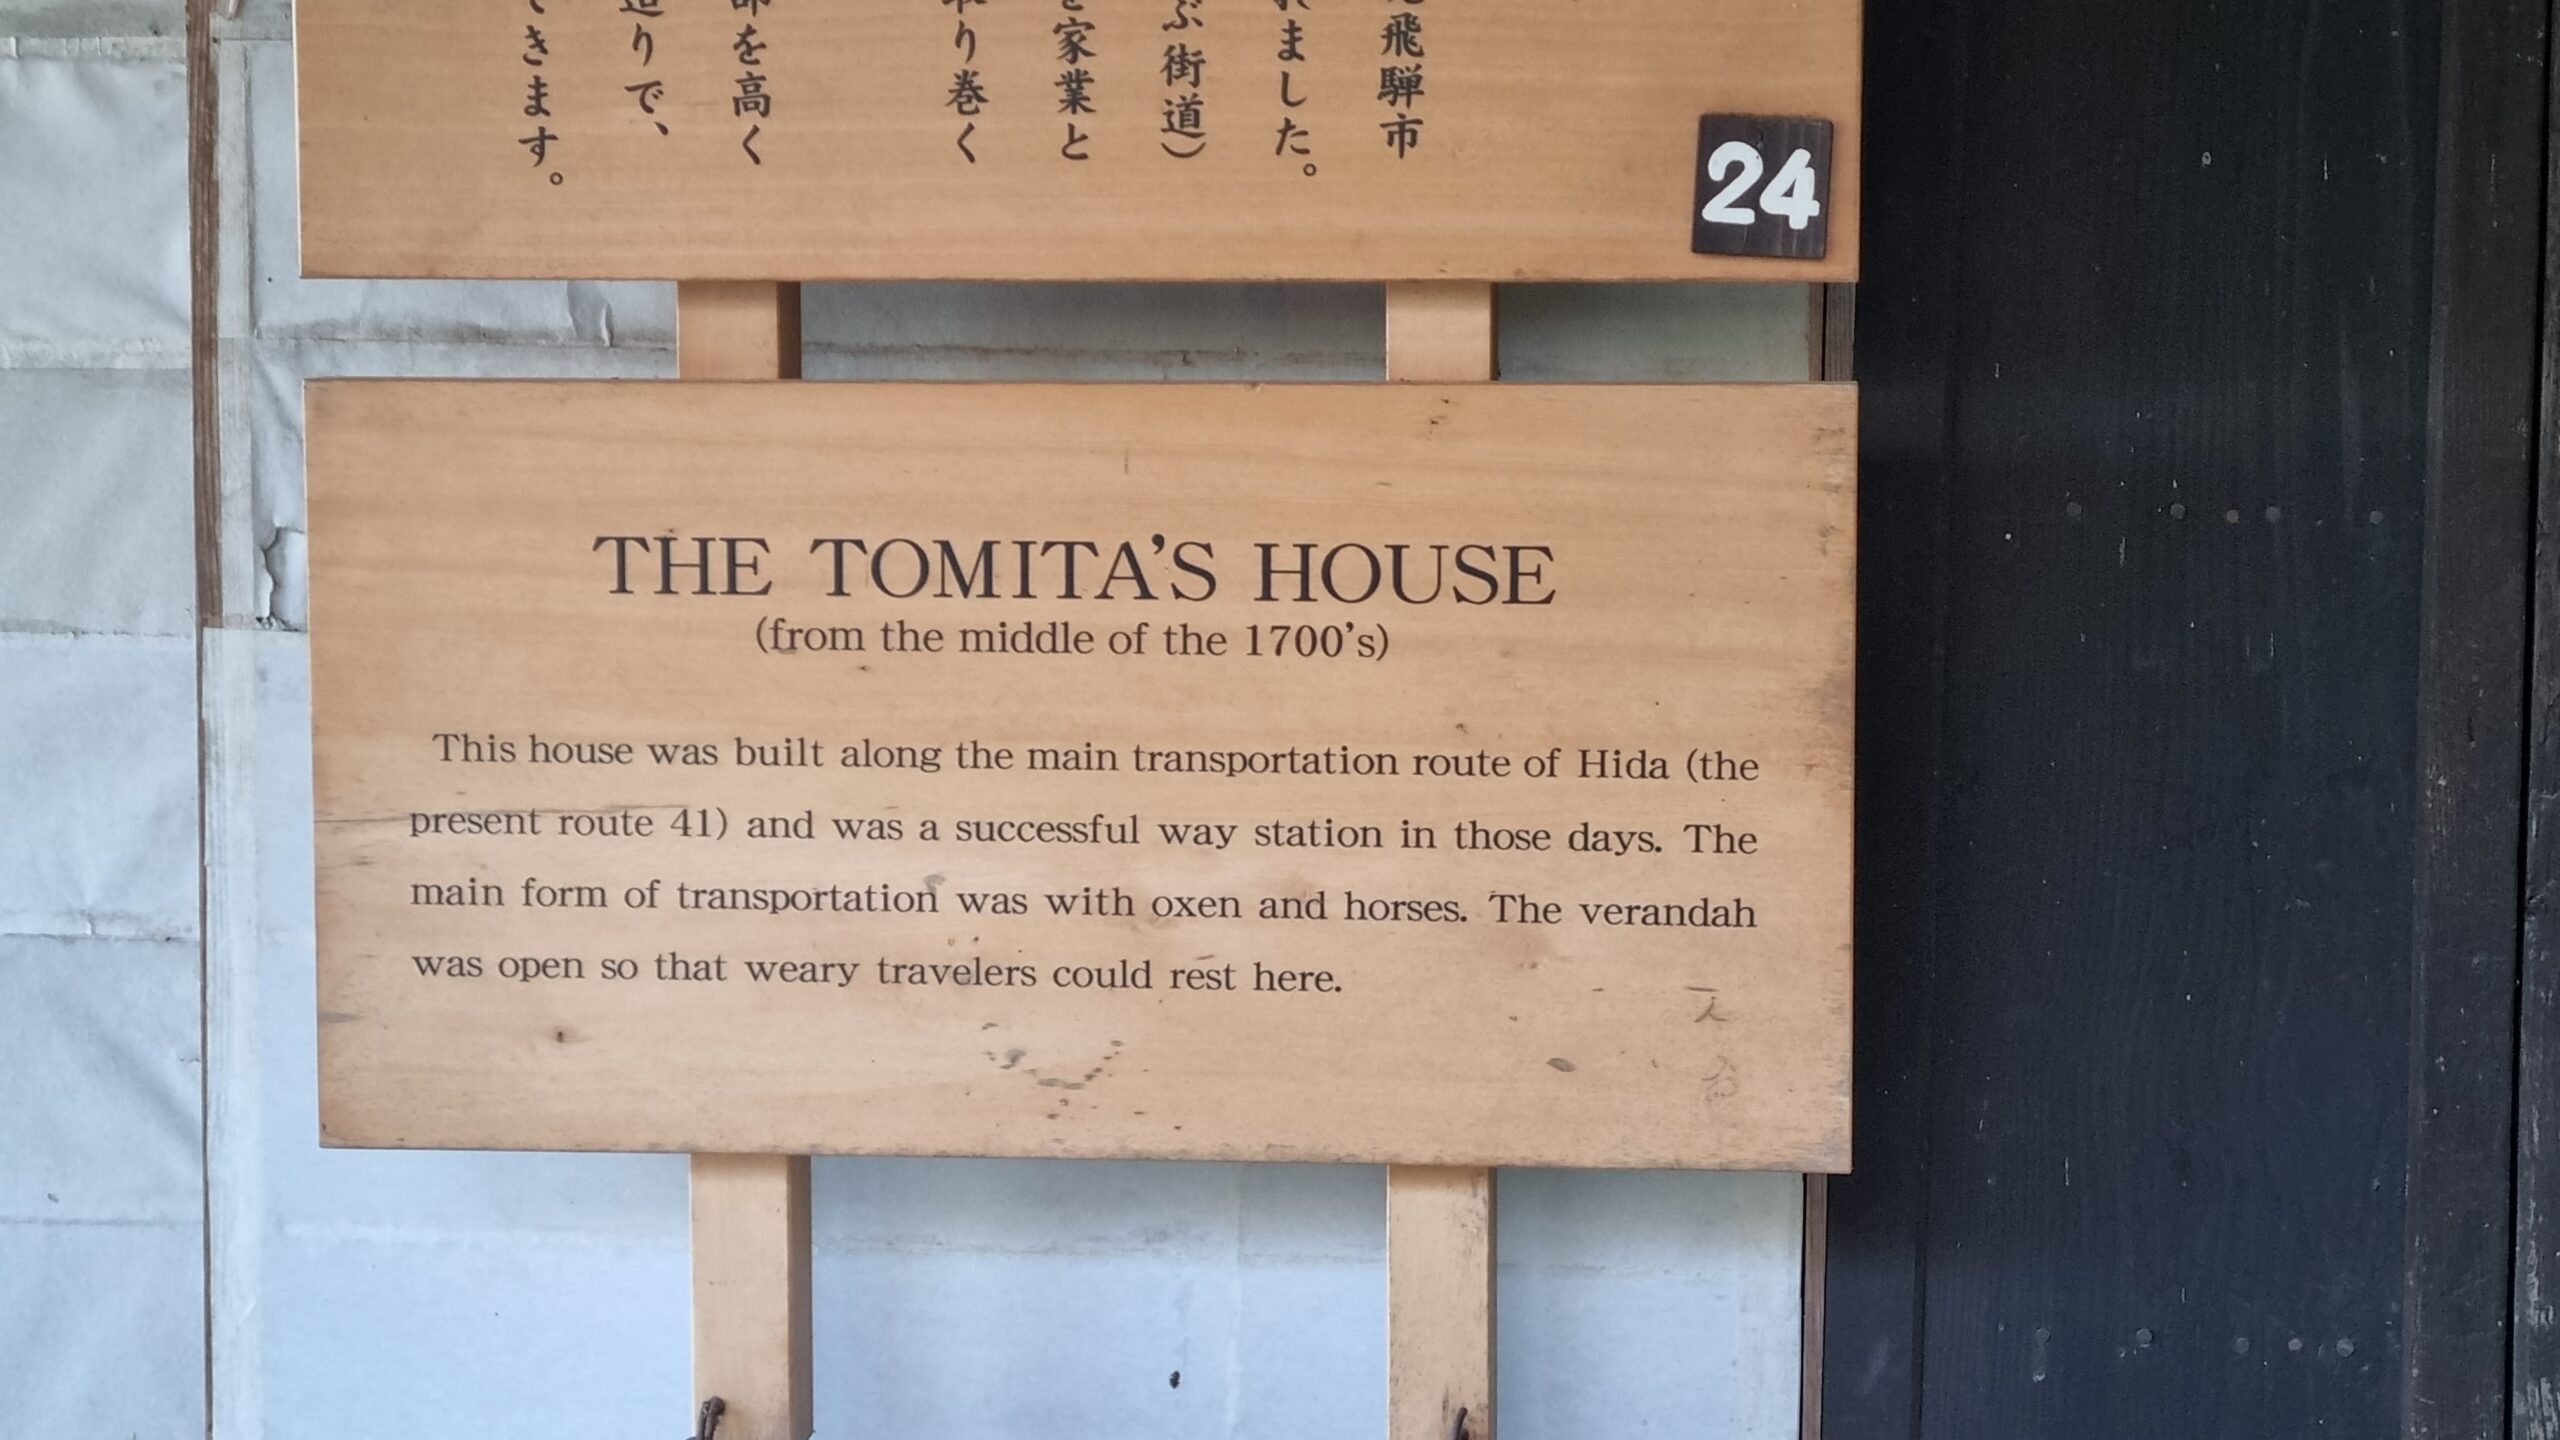 飛騨市
ました。
ぶ街道)
家業と
り巻く
を高く
りで、
きます。
24
THE TOMITA'S HOUSE
(from the middle of the 1700's)
This house was built along the main transportation route of Hida (the
present route 41) and was a successful way station in those days. The
main form of transportation was with oxen and horses. The verandah
was open so that weary travelers could rest here.